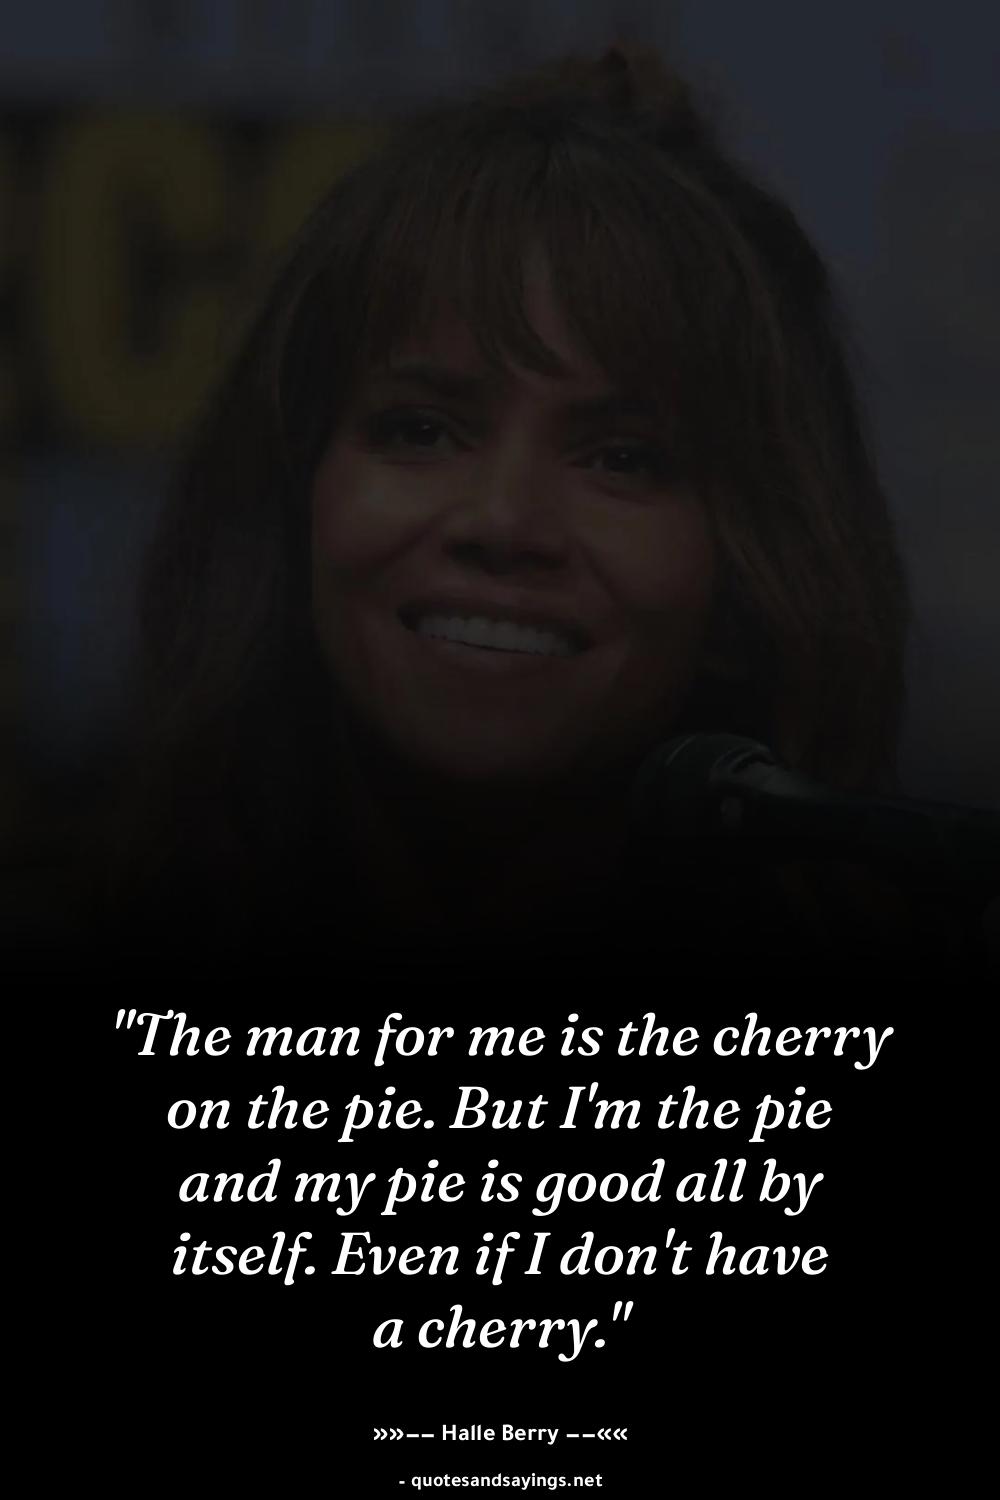 "The man for me is the cherry
on the pie. But I'm the pie
and my pie is good all by
itself. Even if I don't have
a cherry."
»»−− Halle Berry −−««
- quotesandsayings.net